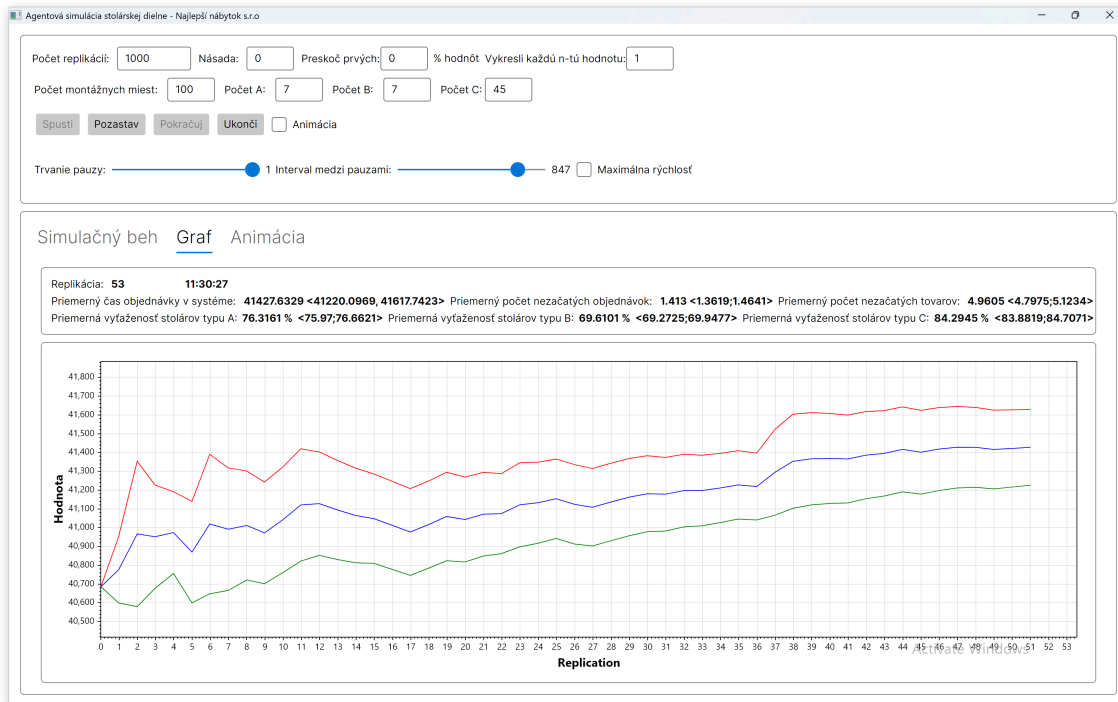 Agentová simulácia stolárskej dielne - Najlepší nábytok s.r.o
Počet replikácií: 1000 Násada: 0 Preskoč prvých: 0 % hodnôt Vykresli každú n-tú hodnotu: 1
Počet montážnych miest: 100 Počet A: 7 Počet B: 7 Počet C: 45
Spusti Pozastav Pokračuj Ukonči Animácia
Trvanie pauzy: 1 Interval medzi pauzami: 847 Maximálna rýchlosť
Simulačný beh Graf Animácia
Replikácia: 53 11:30:27
Priemerný čas objednávky v systéme: 41427.6329 <41220.0969, 41617.7423> Priemerný počet nezačatých objednávok: 1.413 <1.3619;1.4641> Priemerný počet nezačatých tovarov: 4.9605 <4.7975;5.1234>
Priemerná vyťaženosť stolárov typu A: 76.3161 % <75.97;76.6621> Priemerná vyťaženosť stolárov typu B: 69.6101 % <69.2725;69.9477> Priemerná vyťaženosť stolárov typu C: 84.2945 % <83.8819;84.7071>
41,800
41,700
41,600
41,500
41,400
41,300
41,200
41,100
41,000
40,900
40,800
40,700
40,600
40,500
Hodnota
0 1 2 3 4 5 6 7 8 9 10 11 12 13 14 15 16 17 18 19 20 21 22 23 24 25 26 27 28 29 30 31 32 33 34 35 36 37 38 39 40 41 42 43 44 45 46 47 48 49 50 51 52 53
Activate Windows
Replication